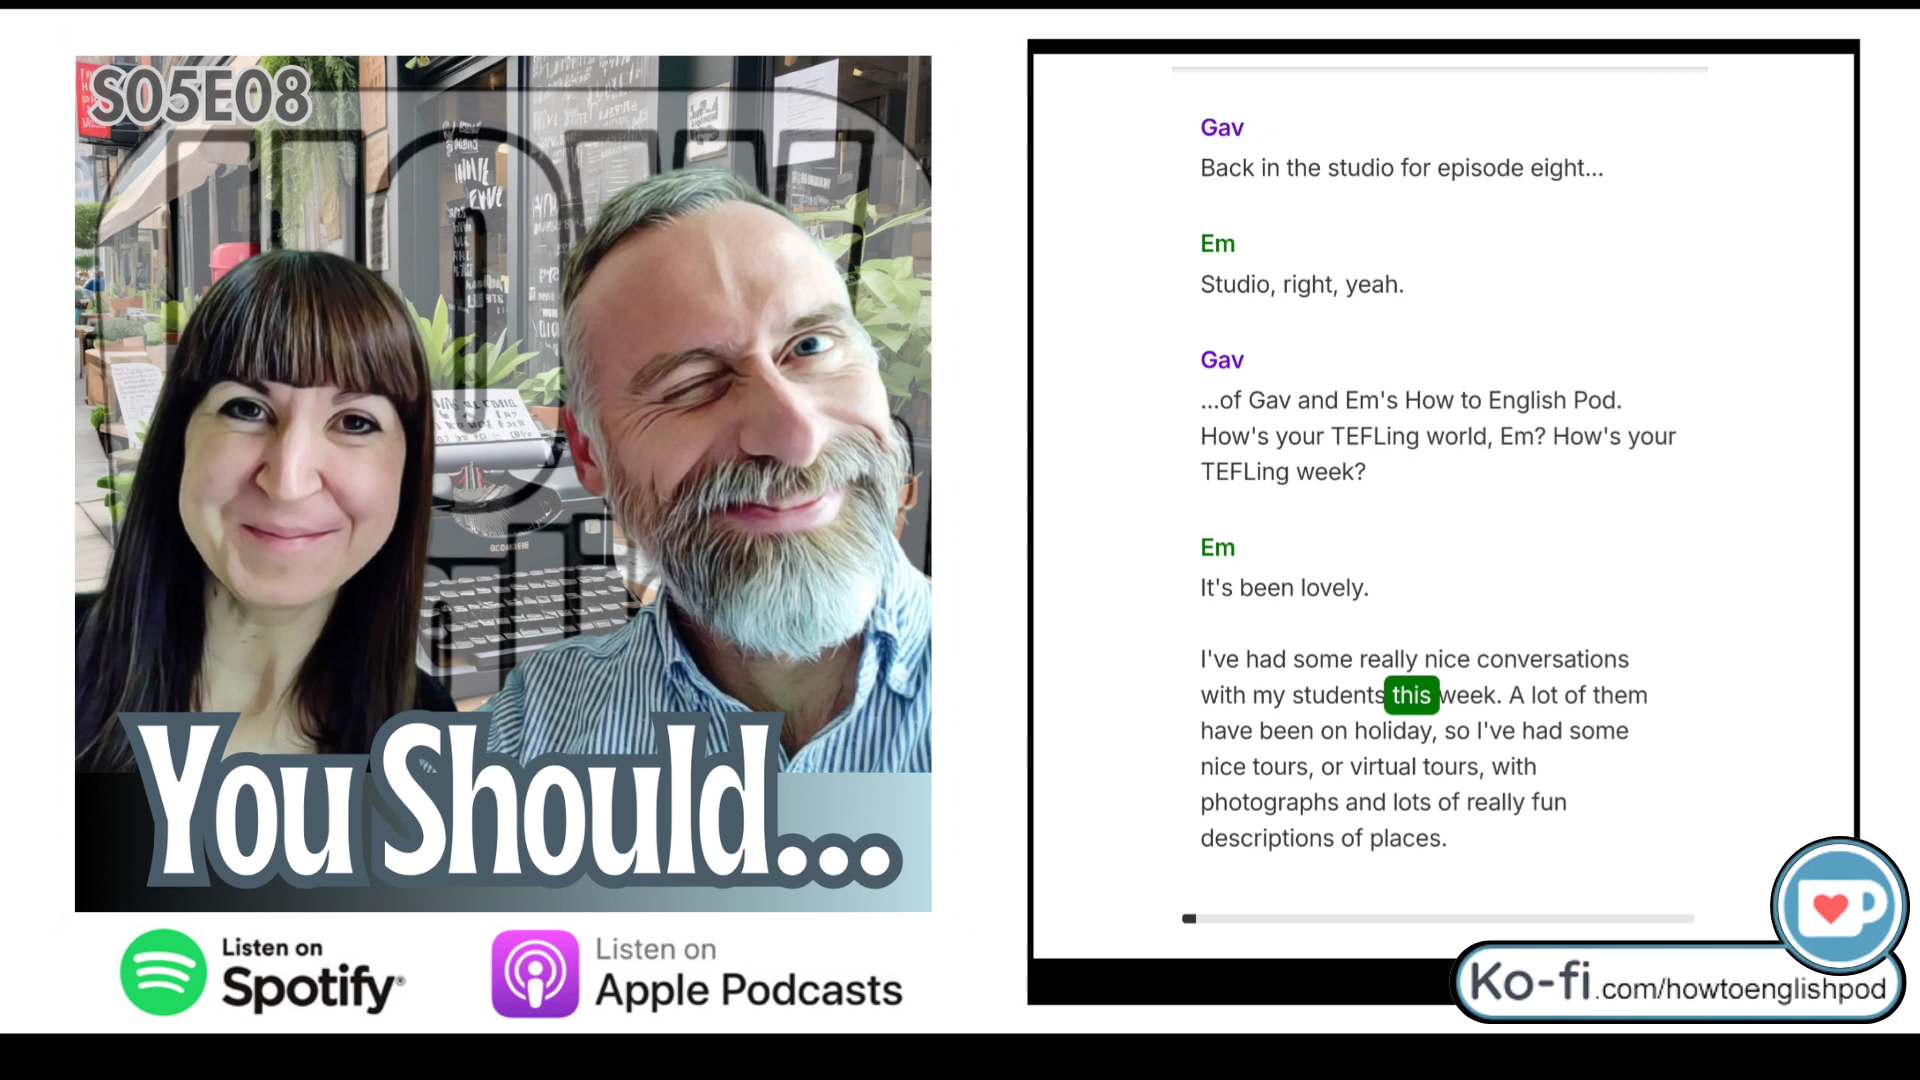 S05E08
You Should...
Listen on
Spotify
Listen on
Apple Podcasts
Gav
Back in the studio for episode eight...
Em
Studio, right, yeah.
Gav
...of Gav and Em's How to English Pod.
How's your TEFLing world, Em? How's your
TEFLing week?
Em
It's been lovely.
I've had some really nice conversations
with my students this week. A lot of them
have been on holiday, so I've had some
nice tours, or virtual tours, with
photographs and lots of really fun
descriptions of places.
Ko-fi.com/howtoenglishpod